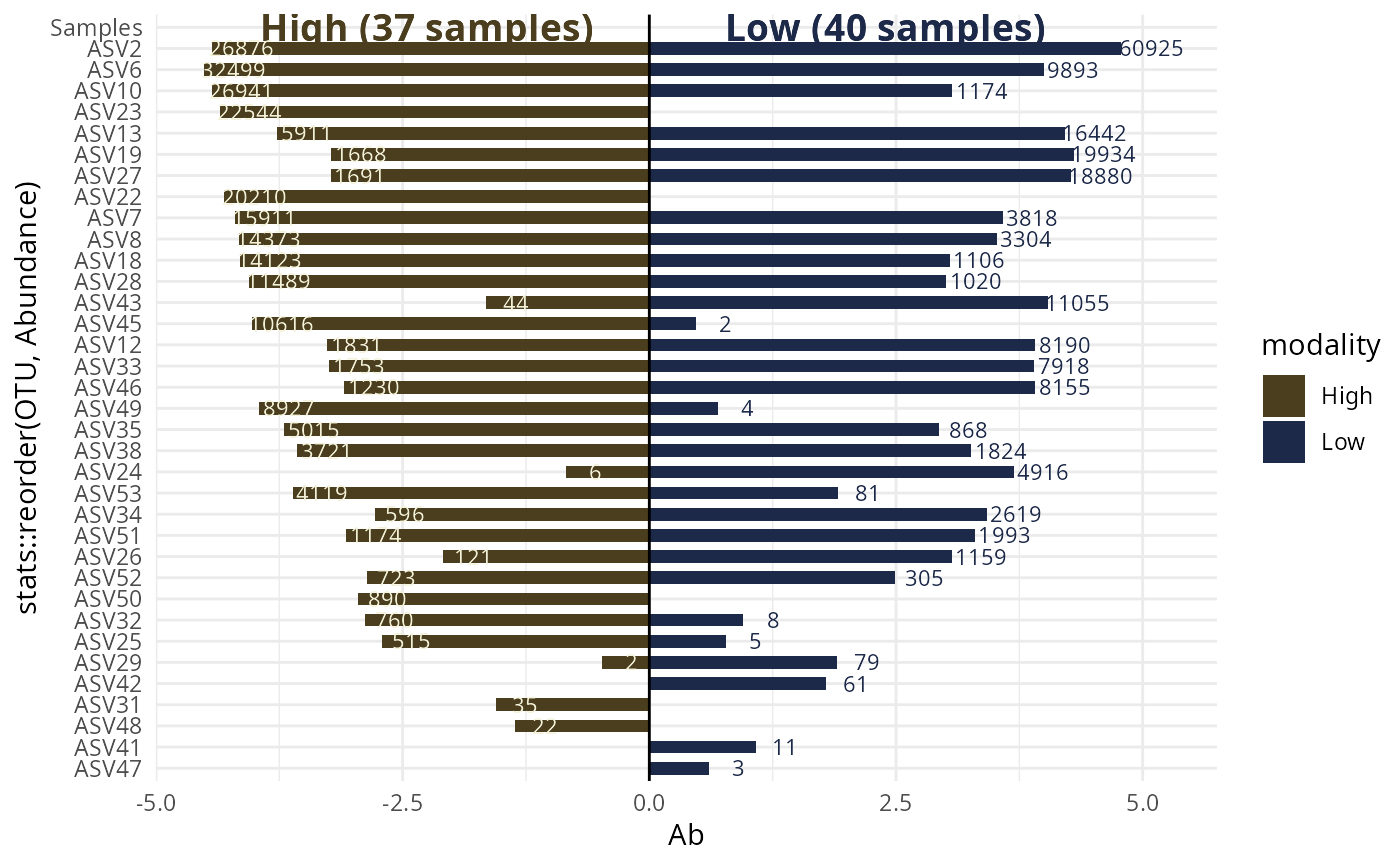 High (37 samples) Low (40 samples)
Samples
ASV2 26876 60925
ASV6 32499 9893
ASV10 26941 1174
ASV23 22544
ASV13 5911 16442
ASV19 1668 19934
ASV27 1691 18880
ASV22 20210
ASV7 15911 3818
ASV8 14373 3304
ASV18 14123 1106
ASV28 11489 1020
ASV43 44 11055
ASV45 10616 2
ASV12 1831 8190
ASV33 1753 7918
ASV46 1230 8155
ASV49 8927 4
ASV35 5015 868
ASV38 3721 1824
ASV24 6 4916
ASV53 4119 81
ASV34 596 2619
ASV51 1174 1993
ASV26 121 1159
ASV52 723 305
ASV50 890
ASV32 760 8
ASV25 515 5
ASV29 2 79
ASV42 61
ASV31 35
ASV48 22
ASV41 11
ASV47 3
-5.0 -2.5 0.0 2.5 5.0
Ab
stats::reorder(OTU, Abundance)
modality
High
Low